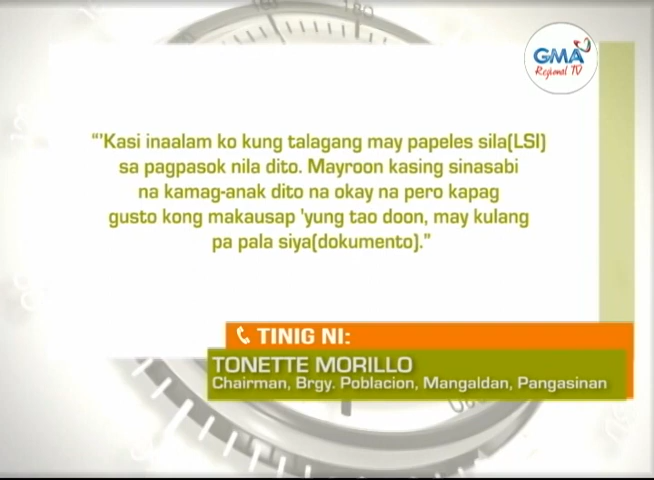 180
GMA
Regional TV
“'Kasi inaalam ko kung talagang may papeles sila(LSI)
sa pagpasok nila dito. Mayroon kasing sinasabi
na kamag-anak dito na okay na pero kapag
gusto kong makausap 'yung tao doon, may kulang
pa pala siya(dokumento).”
TINIG NI:
TONETTE MORILLO
Chairman, Brgy. Poblacion, Mangaldan, Pangasinan